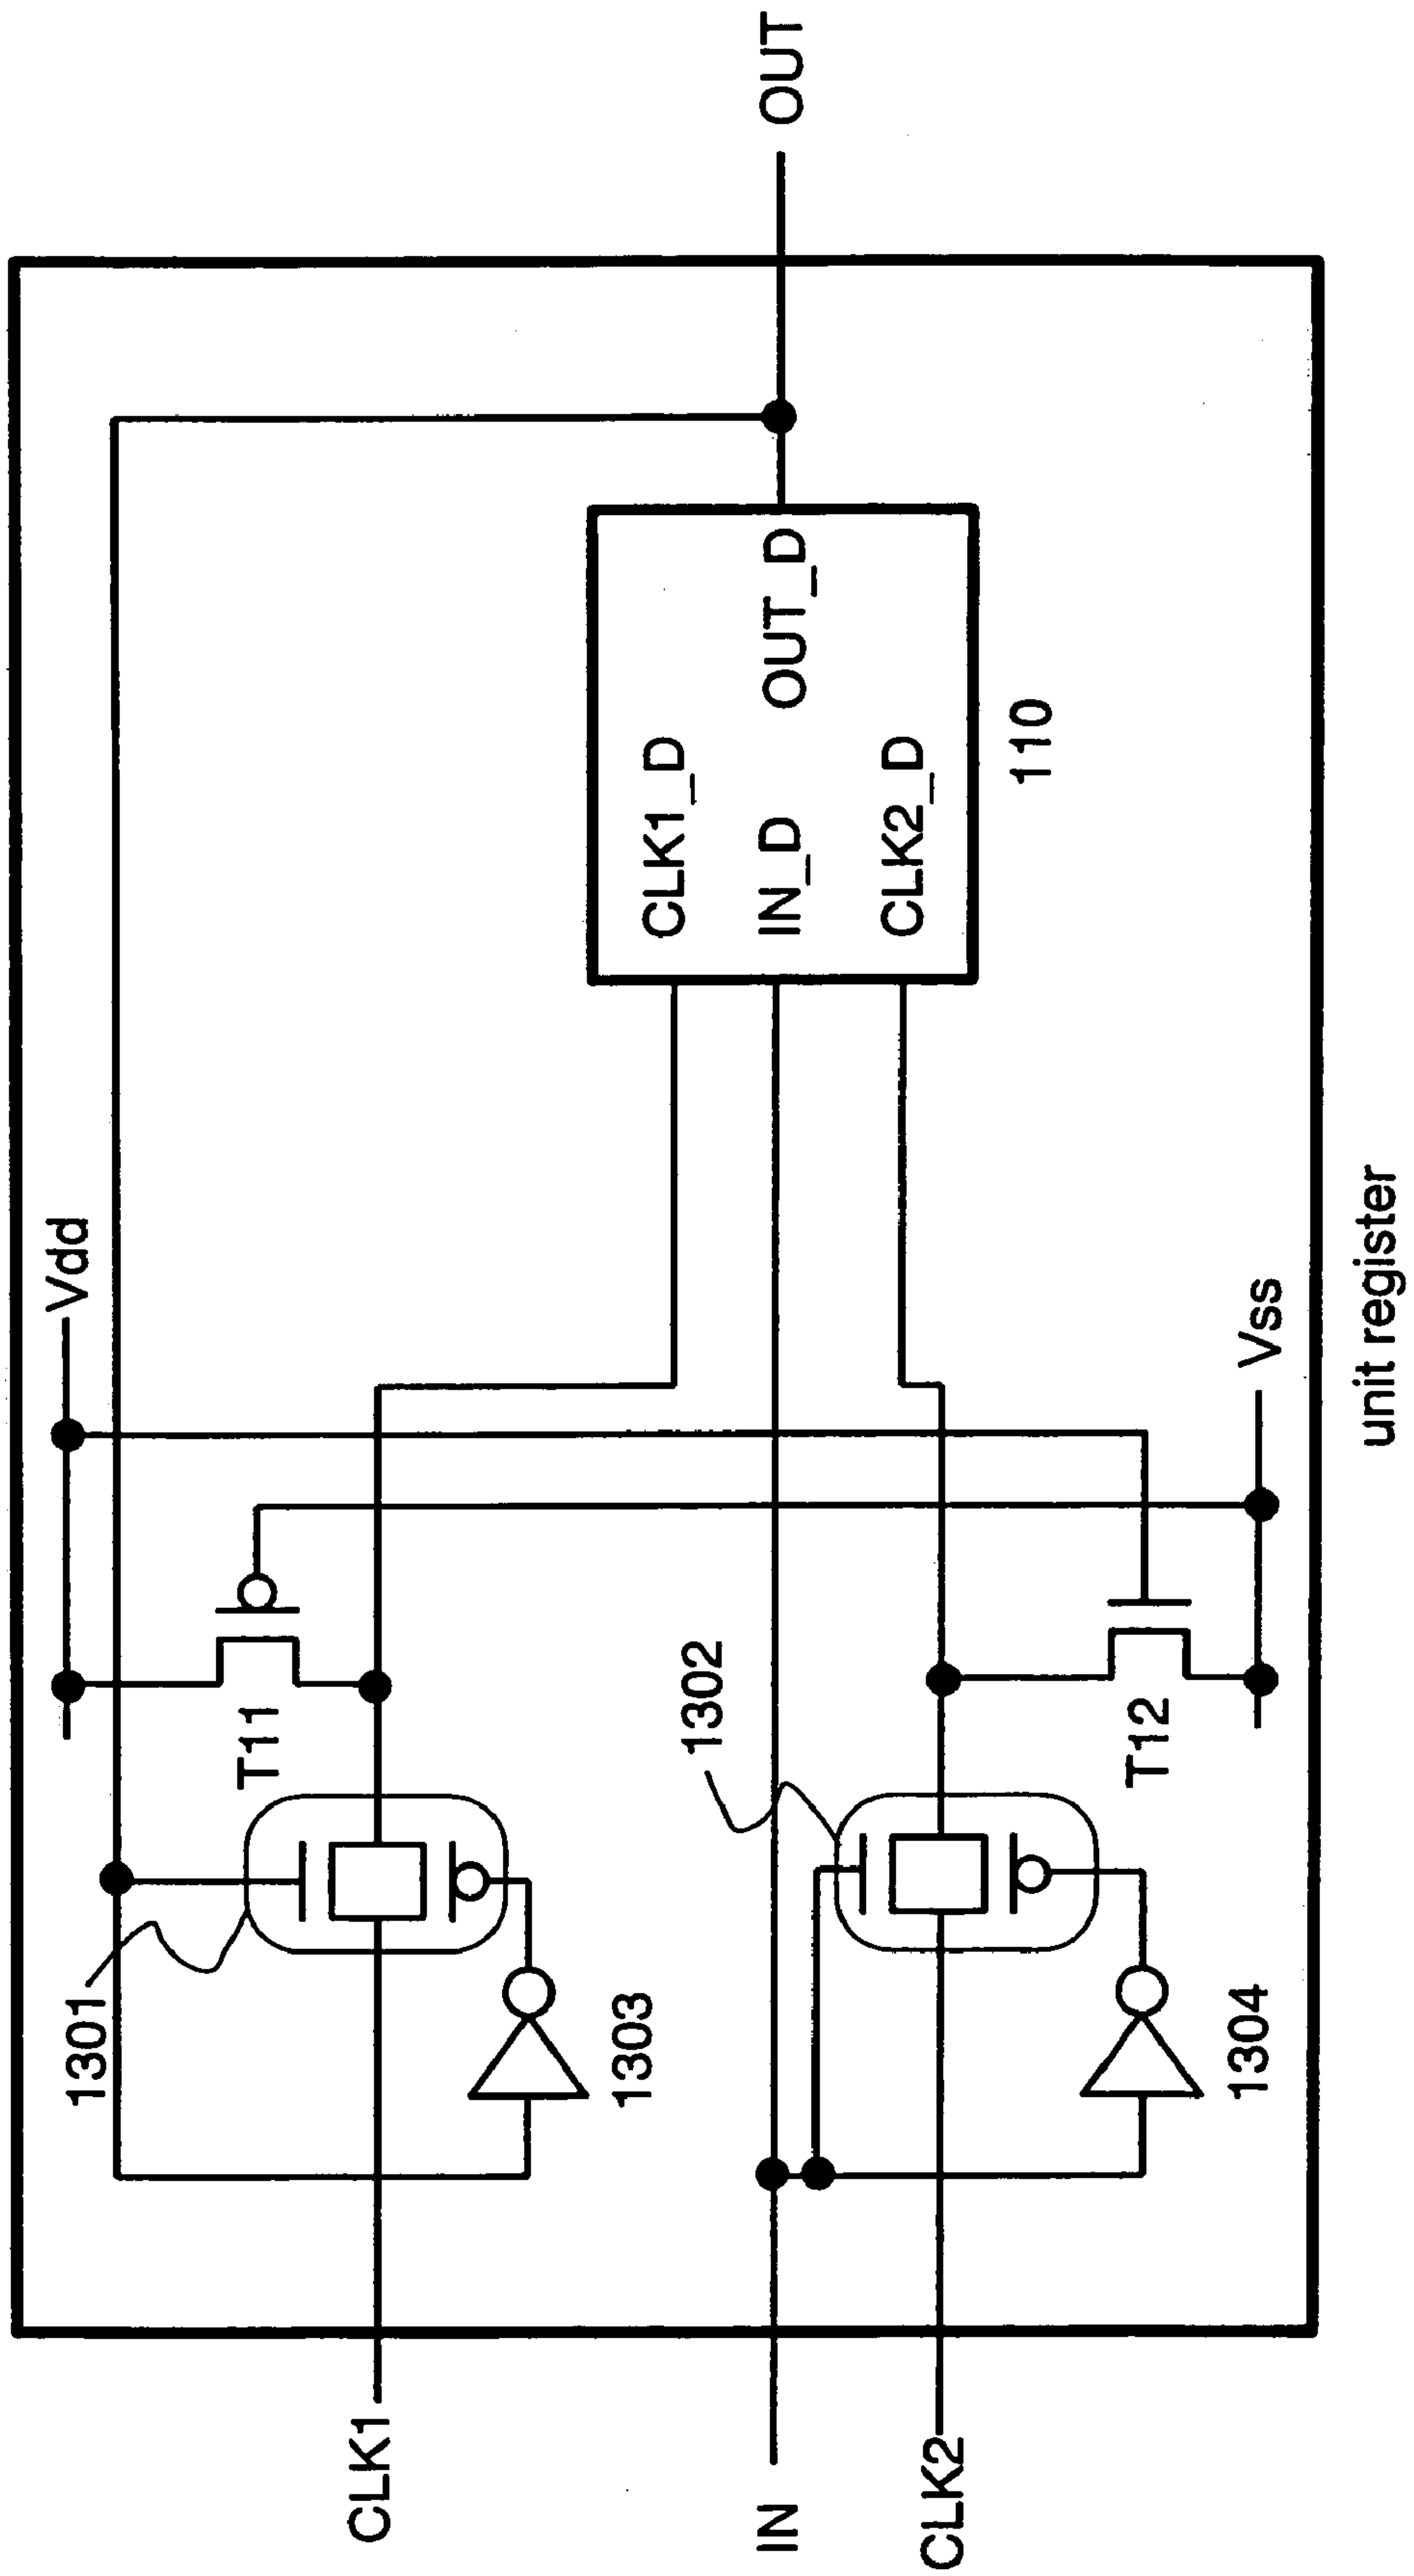 Vdd
CLK1
1301
T11
1303
CLK1_D
IN
IN_D
OUT_D
OUT
1302
CLK2
CLK2_D
110
1304
T12
Vss
unit register